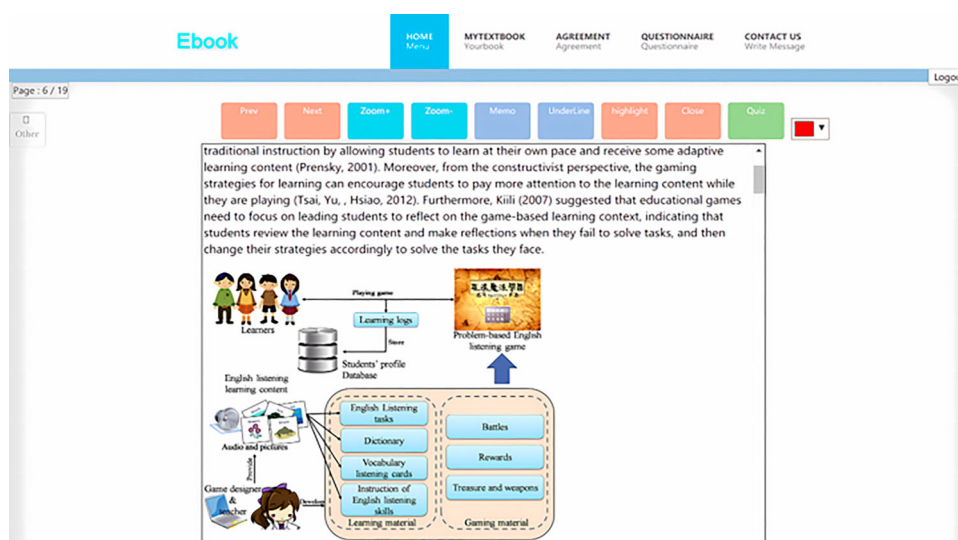 Ebook
HOME
Menu
MYTEXTBOOK
Yourbook
AGREEMENT
Agreement
QUESTIONNAIRE
Questionnaire
CONTACT US
Write Message
Logou
Page : 6 / 19
Other
Prev
Next
Zoom+
Zoom-
Memo
UnderLine
highlight
Close
Quiz
traditional instruction by allowing students to learn at their own pace and receive some adaptive
learning content (Prensky, 2001). Moreover, from the constructivist perspective, the gaming
strategies for learning can encourage students to pay more attention to the learning content while
they are playing (Tsai, Yu, , Hsiao, 2012). Furthermore, Kiili (2007) suggested that educational games
need to focus on leading students to reflect on the game-based learning context, indicating that
students review the learning content and make reflections when they fail to solve tasks, and then
change their strategies accordingly to solve the tasks they face.
Playing game
Learners
Learning logs
Store
Problem-based English
listening game
Students' profile
Database
English listening
learning content
Audio and pictures
Provide
Game designer
&
teacher
Develop
English Listening
tasks
Dictionary
Vocabulary
listening cards
Instruction of
English listening
skills
Learning material
Battles
Rewards
Treasure and weapons
Gaming material